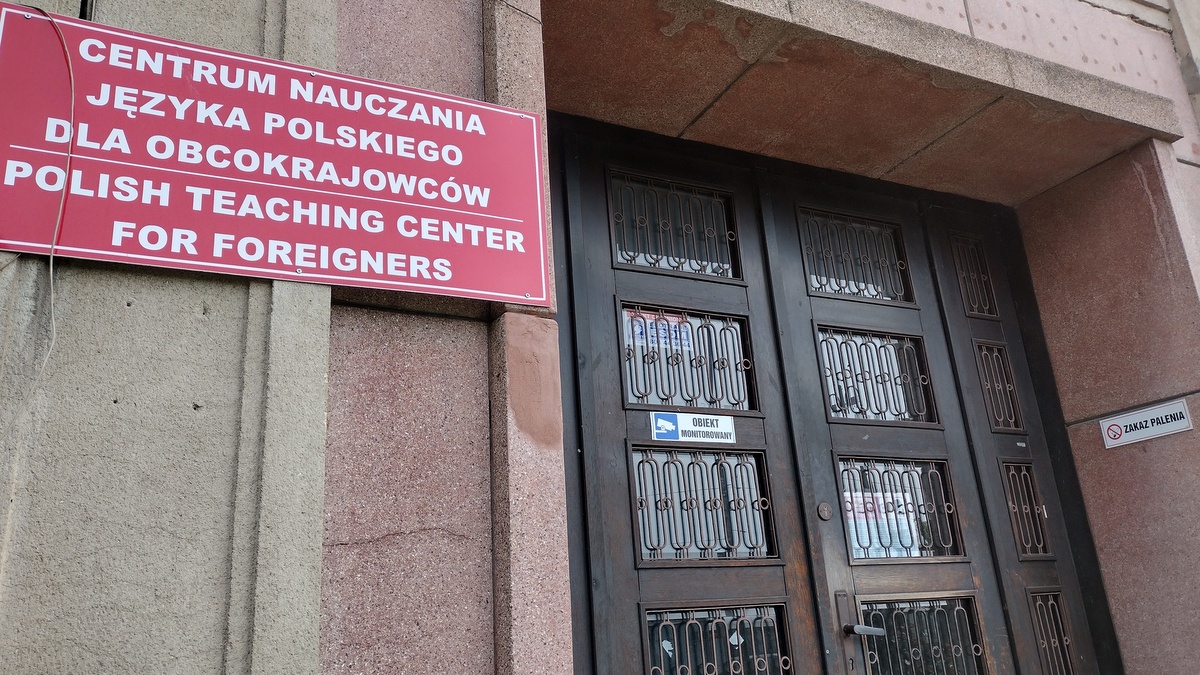 CENTRUM NAUCZANIA
JĘZYKA POLSKIEGO
DLA OBCOKRAJOWCÓW
POLISH TEACHING CENTER
FOR FOREIGNERS
OBIEKT
MONITOROWANY
ZAKAZ PALENIA